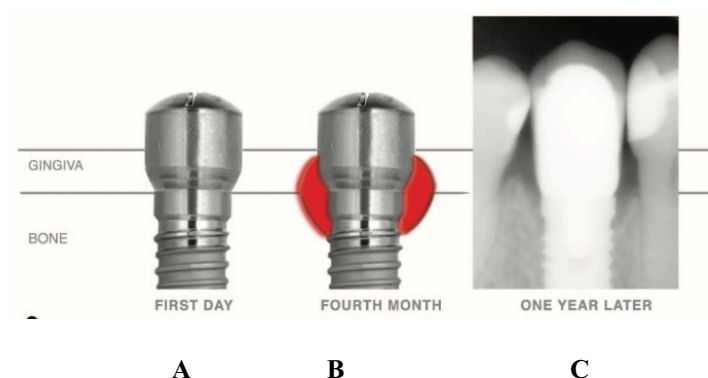 GINGIVA
BONE
FIRST DAY
FOURTH MONTH
ONE YEAR LATER
A
B
C